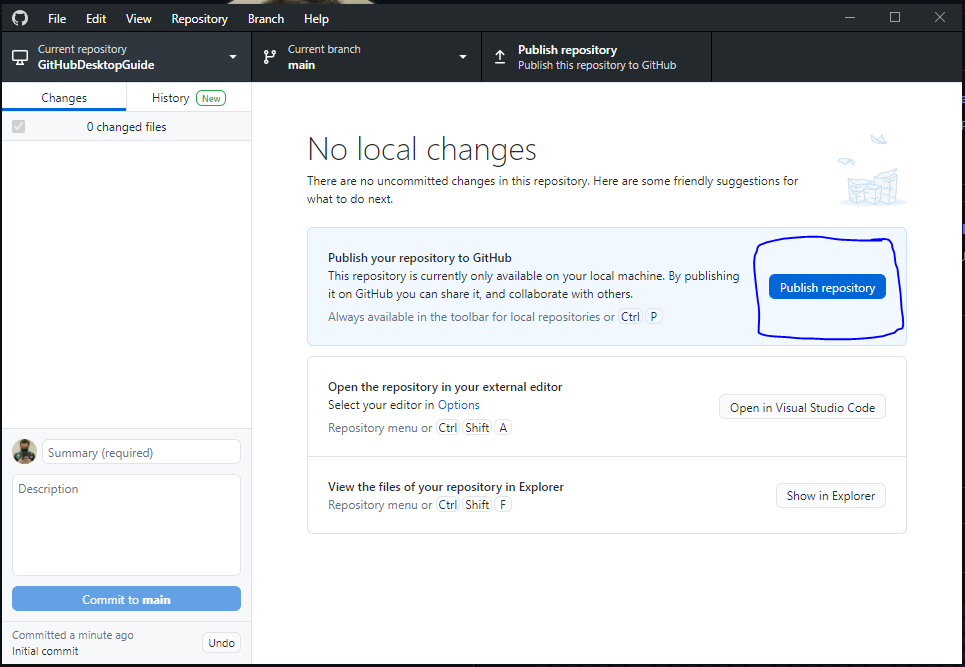 File Edit View Repository Branch Help
Current repository
GitHubDesktopGuide
Current branch
main
Publish repository
Publish this repository to GitHub
Changes
History New
0 changed files
No local changes
There are no uncommitted changes in this repository. Here are some friendly suggestions for
what to do next.
Publish your repository to GitHub
This repository is currently only available on your local machine. By publishing
it on GitHub you can share it, and collaborate with others.
Always available in the toolbar for local repositories or Ctrl P
Publish repository
Open the repository in your external editor
Select your editor in Options
Repository menu or Ctrl Shift A
Open in Visual Studio Code
View the files of your repository in Explorer
Repository menu or Ctrl Shift F
Show in Explorer
Summary (required)
Description
Commit to main
Committed a minute ago
Initial commit
Undo